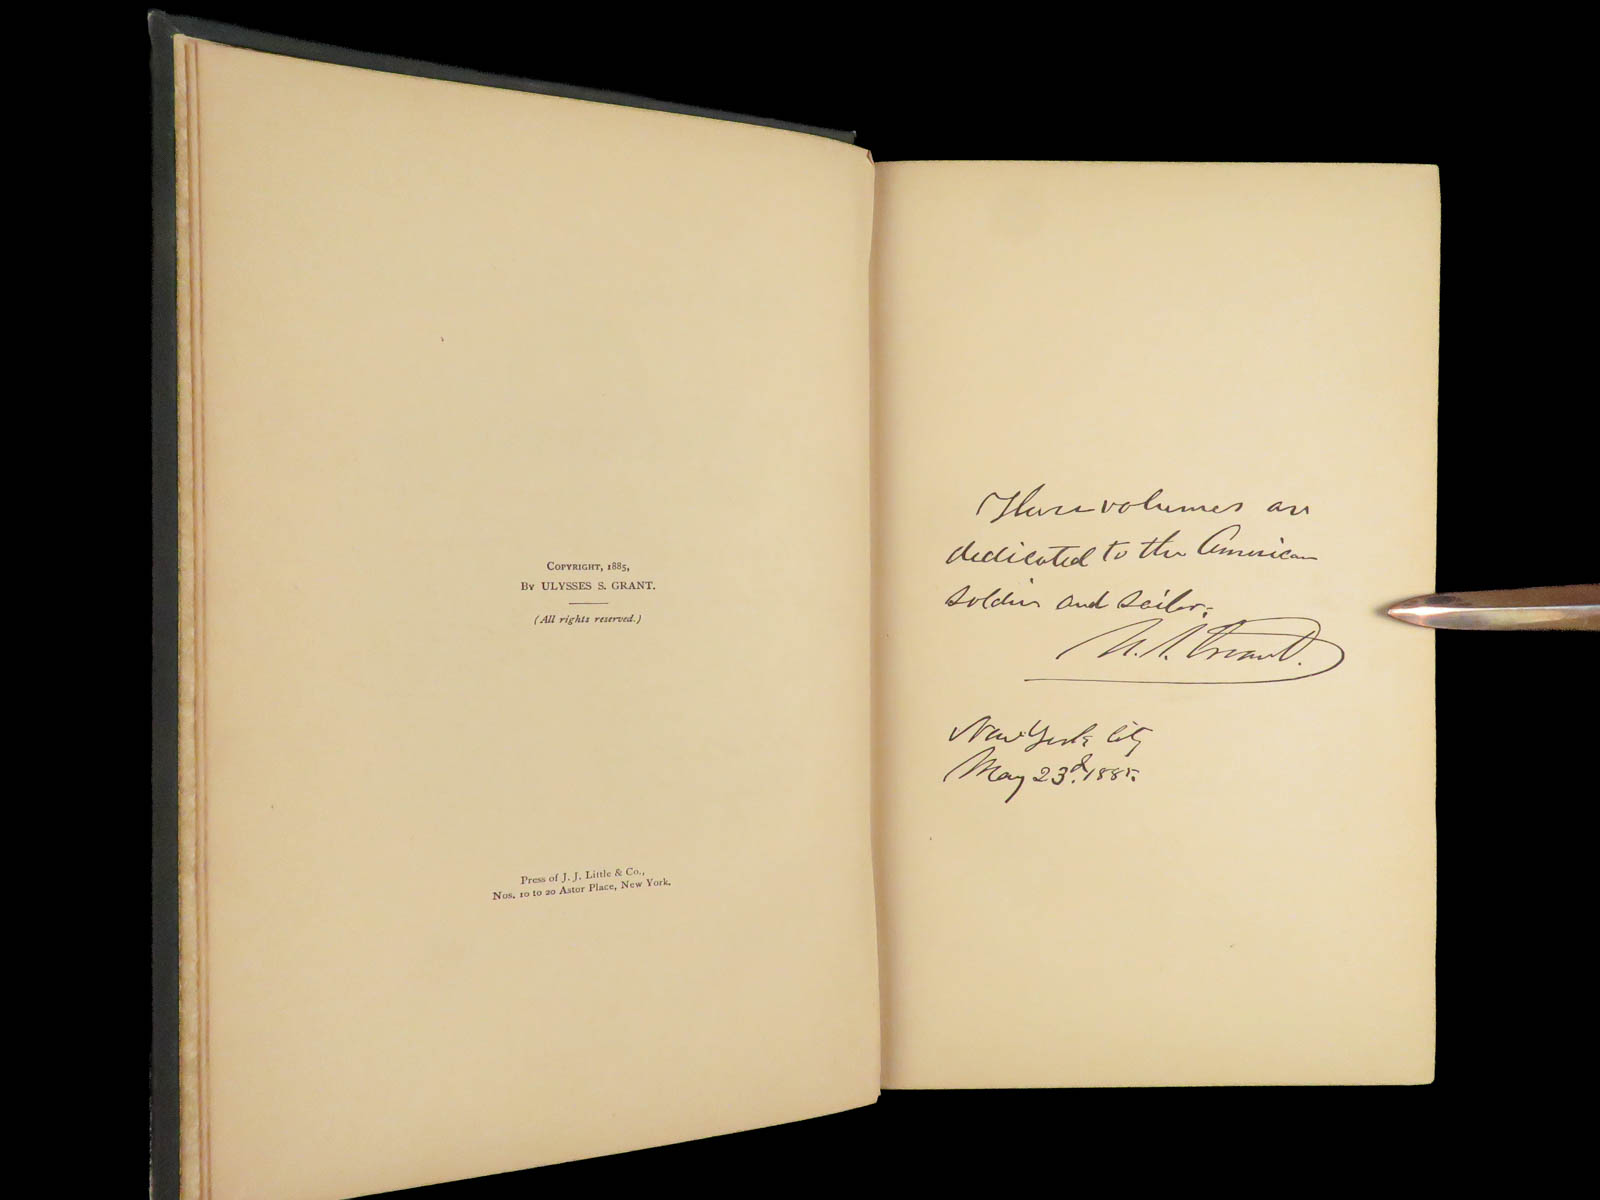 COPYRIGHT, 1885,
BY ULYSSES S. GRANT.
(All rights reserved.)
Press of J. J. Little & Co.,
Nos. 10 to 20 Astor Place, New York.
These volumes are
dedicated to the American
soldier and sailor.
U. S. Grant.
New York City
May 23d. 1885.